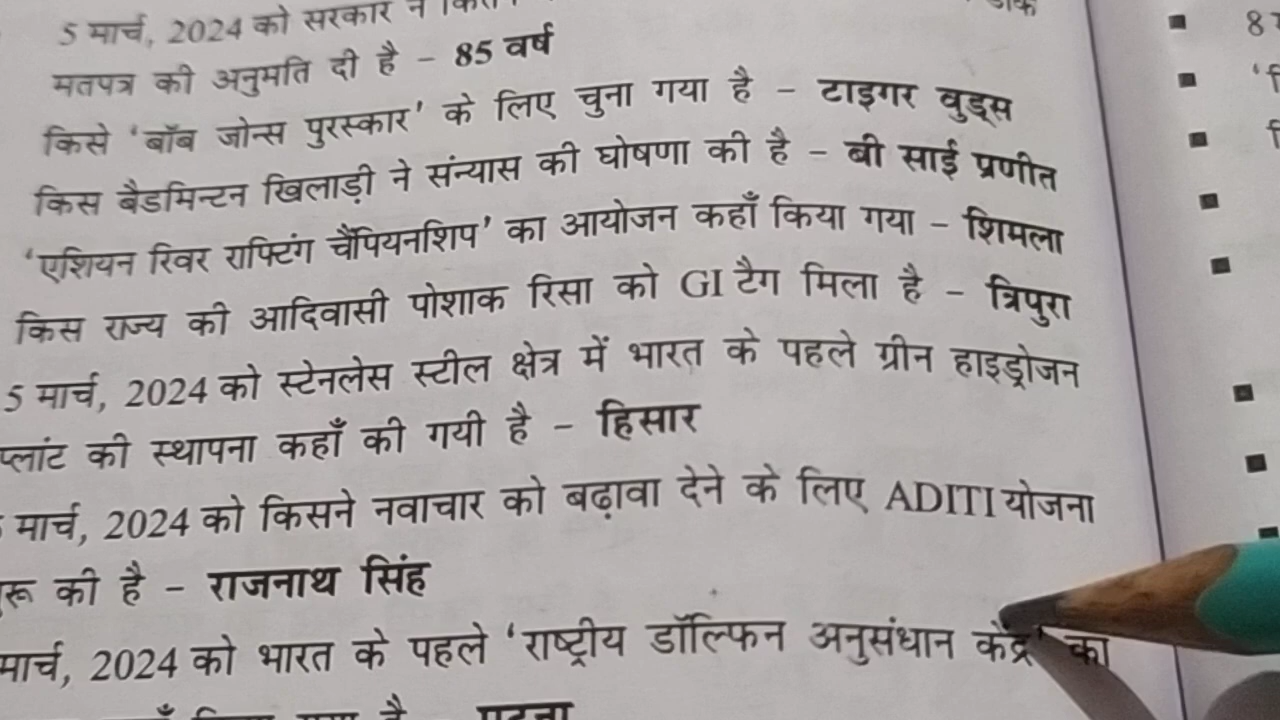 5 मार्च, 2024 को सरकार ने
मतपत्र की अनुमति दी है – 85 वर्ष
किसे 'बॉब जोन्स पुरस्कार' के लिए चुना गया है – टाइगर वुड्स
किस बैडमिन्टन खिलाड़ी ने संन्यास की घोषणा की है – बी साई प्रणीत
'एशियन रिवर राफ्टिंग चैंपियनशिप' का आयोजन कहाँ किया गया – शिमला
किस राज्य की आदिवासी पोशाक रिसा को GI टैग मिला है – त्रिपुरा
5 मार्च, 2024 को स्टेनलेस स्टील क्षेत्र में भारत के पहले ग्रीन हाइड्रोजन
प्लांट की स्थापना कहाँ की गयी है – हिसार
मार्च, 2024 को किसने नवाचार को बढ़ावा देने के लिए ADITI योजना
की है – राजनाथ सिंह
मार्च, 2024 को भारत के पहले 'राष्ट्रीय डॉल्फिन अनुसंधान केंद्र' का
पटना